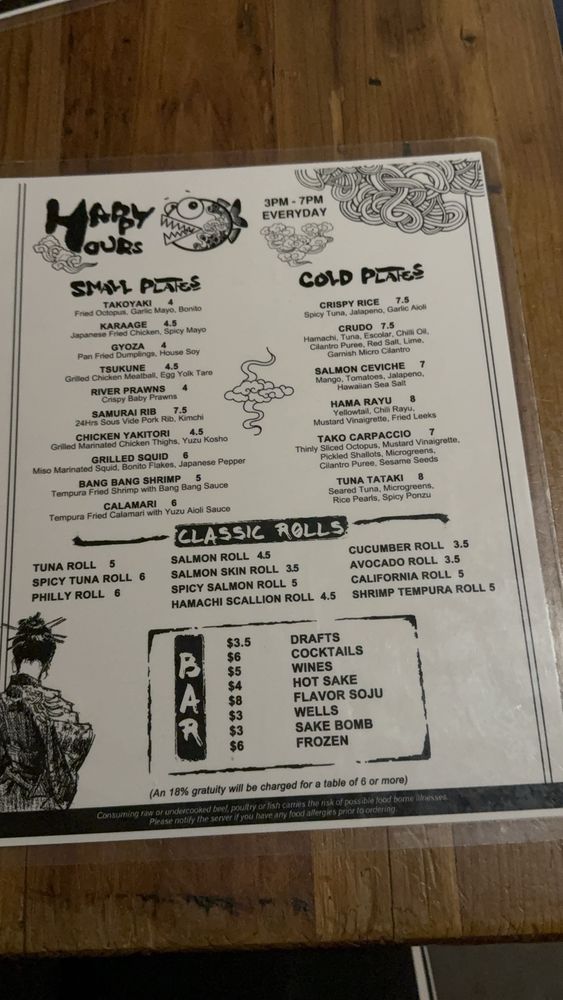 HAPPY
HOURS
3PM - 7PM
EVERYDAY
SMALL PLATES
TAKOYAKI 4
Fried Octopus, Garlic Mayo, Bonito
KARAAGE 4.5
Japanese Fried Chicken, Spicy Mayo
GYOZA 4
Pan Fried Dumplings, House Soy
TSUKUNE 4.5
Grilled Chicken Meatball, Egg Yolk Tare
RIVER PRAWNS 4
Crispy Baby Prawns
SAMURAI RIB 7.5
24Hrs Sous Vide Pork Rib, Kimchi
CHICKEN YAKITORI 4.5
Grilled Marinated Chicken Thighs, Yuzu Kosho
GRILLED SQUID 6
Miso Marinated Squid, Bonito Flakes, Japanese Pepper
BANG BANG SHRIMP 5
Tempura Fried Shrimp with Bang Bang Sauce
CALAMARI 6
Tempura Fried Calamari with Yuzu Aioli Sauce
COLD PLATES
CRISPY RICE 7.5
Spicy Tuna, Jalapeno, Garlic Aioli
CRUDO 7.5
Hamachi, Tuna, Escolar, Chili Oil,
Cilantro Puree, Red Salt, Lime,
Garnish Micro Cilantro
SALMON CEVICHE 7
Mango, Tomatoes, Jalapeno,
Hawaiian Sea Salt
HAMA RAYU 8
Yellowtail, Chili Rayu,
Mustard Vinaigrette, Fried Leeks
TAKO CARPACCIO 7
Thinly Sliced Octopus, Mustard Vinaigrette,
Pickled Shallots, Microgreens,
Cilantro Puree, Sesame Seeds
TUNA TATAKI 8
Seared Tuna, Microgreens,
Rice Pearls, Spicy Ponzu
CLASSIC ROLLS
TUNA ROLL 5
SPICY TUNA ROLL 6
PHILLY ROLL 6
SALMON ROLL 4.5
SALMON SKIN ROLL 3.5
SPICY SALMON ROLL 5
HAMACHI SCALLION ROLL 4.5
CUCUMBER ROLL 3.5
AVOCADO ROLL 3.5
CALIFORNIA ROLL 5
SHRIMP TEMPURA ROLL 5
BAR
$3.5 DRAFTS
$6 COCKTAILS
$5 WINES
$4 HOT SAKE
$8 FLAVOR SOJU
$3 WELLS
$3 SAKE BOMB
$6 FROZEN
(An 18% gratuity will be charged for a table of 6 or more)
Consuming raw or undercooked beef, poultry or fish carries the risk of possible food borne illnesses.
Please notify the server if you have any food allergies prior to ordering.